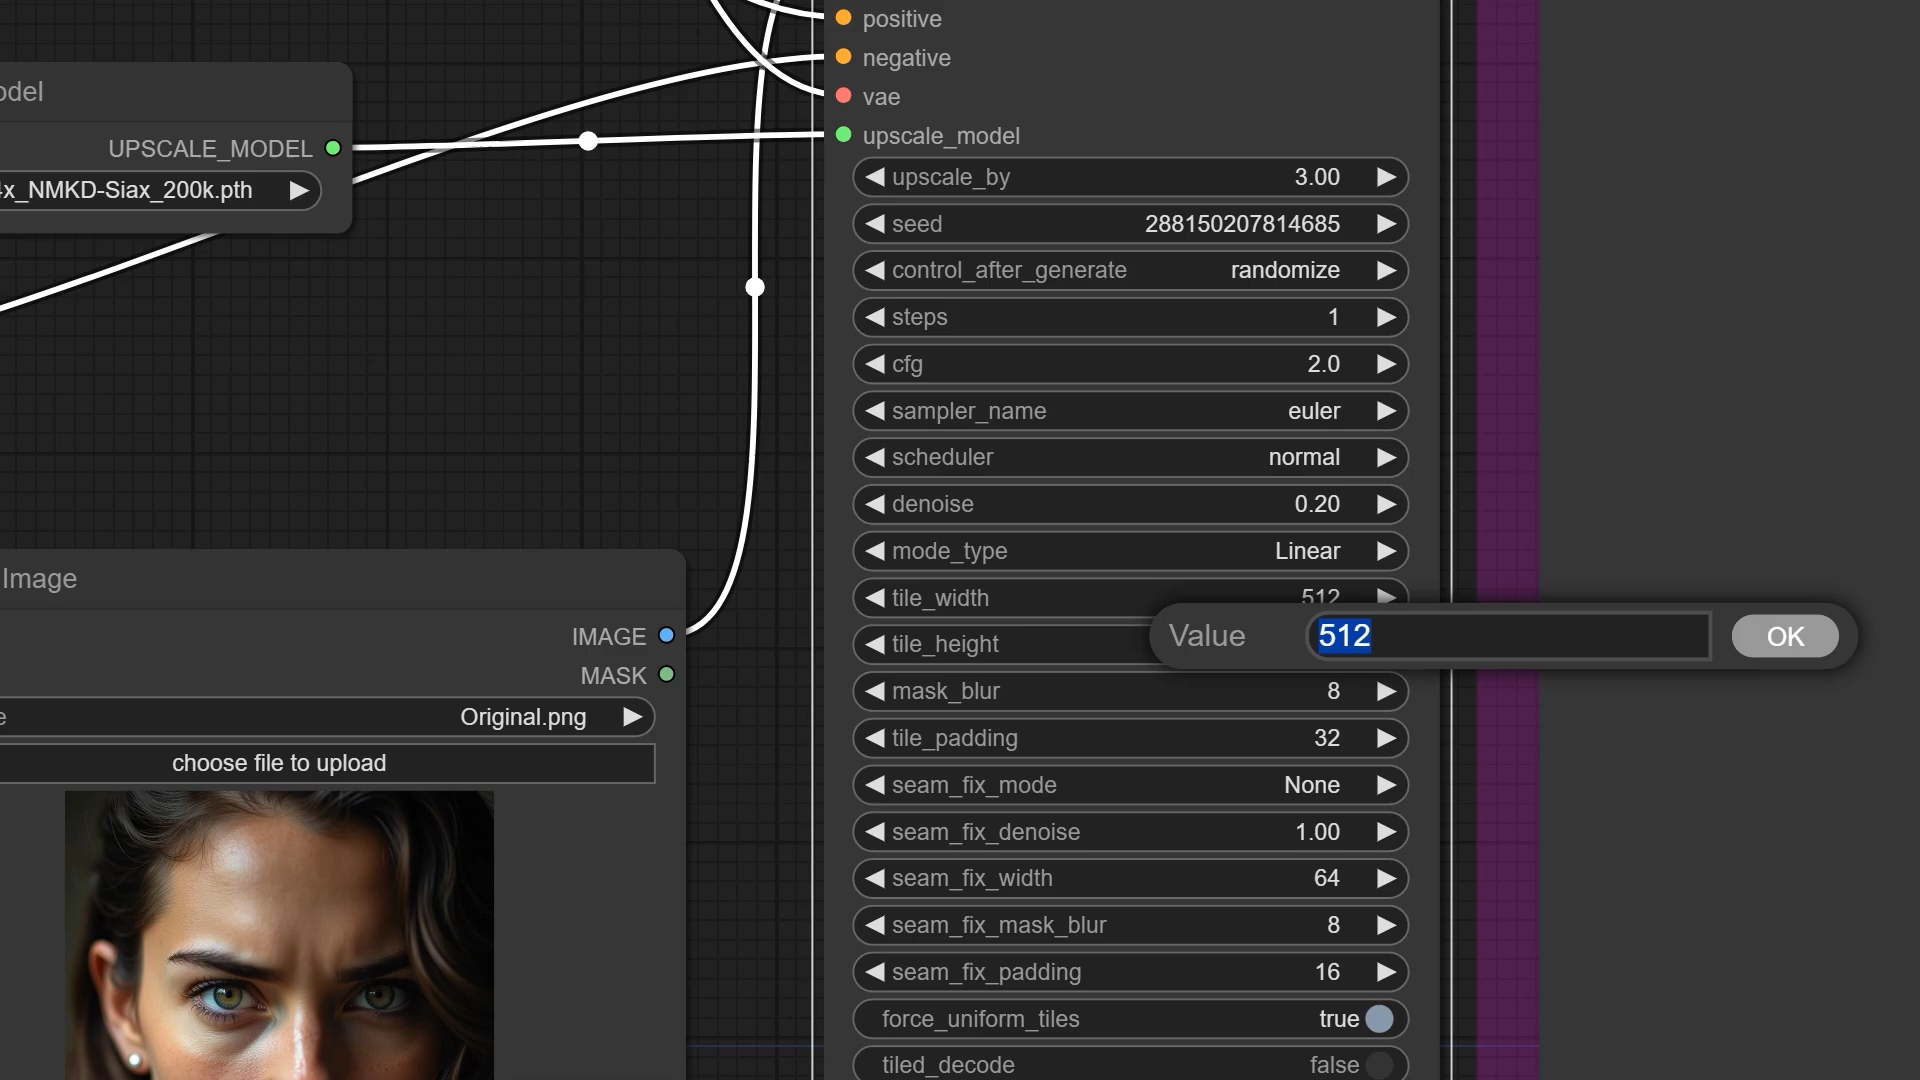 odel
UPSCALE_MODEL
4x_NMKD-Siax_200k.pth
Image
IMAGE
MASK
e Original.png
choose file to upload
positive
negative
vae
upscale_model
upscale_by 3.00
seed 288150207814685
control_after_generate randomize
steps 1
cfg 2.0
sampler_name euler
scheduler normal
denoise 0.20
mode_type Linear
tile_width 512
tile_height
Value 512 OK
mask_blur 8
tile_padding 32
seam_fix_mode None
seam_fix_denoise 1.00
seam_fix_width 64
seam_fix_mask_blur 8
seam_fix_padding 16
force_uniform_tiles true
tiled_decode false